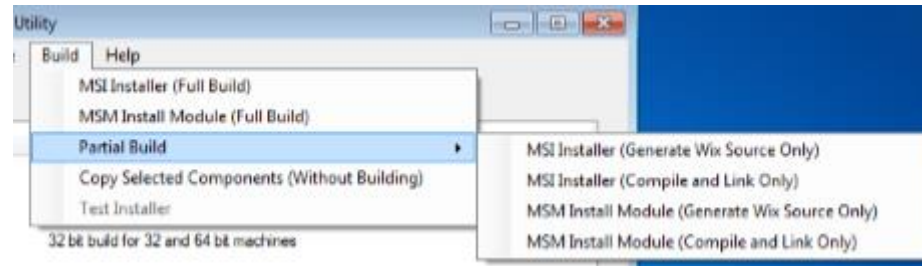 Utility
Build Help
MSI Installer (Full Build)
MSM Install Module (Full Build)
Partial Build
Copy Selected Components (Without Building)
Test Installer
32 bit build for 32 and 64 bit machines
MSI Installer (Generate Wix Source Only)
MSI Installer (Compile and Link Only)
MSM Install Module (Generate Wix Source Only)
MSM Install Module (Compile and Link Only)